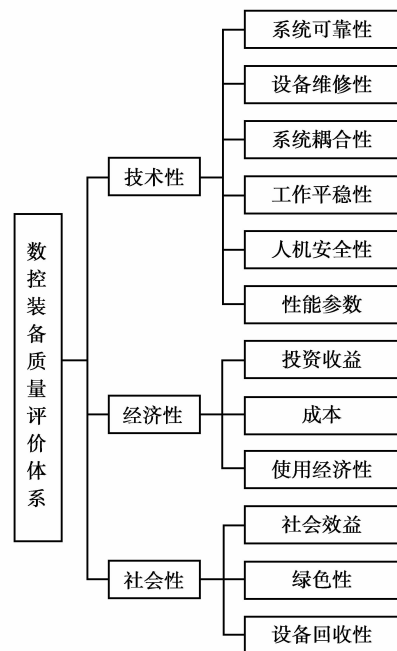 数控装备质量评价体系
技术性
系统可靠性
设备维修性
系统耦合性
工作平稳性
人机安全性
性能参数
经济性
投资收益
成本
使用经济性
社会性
社会效益
绿色性
设备回收性